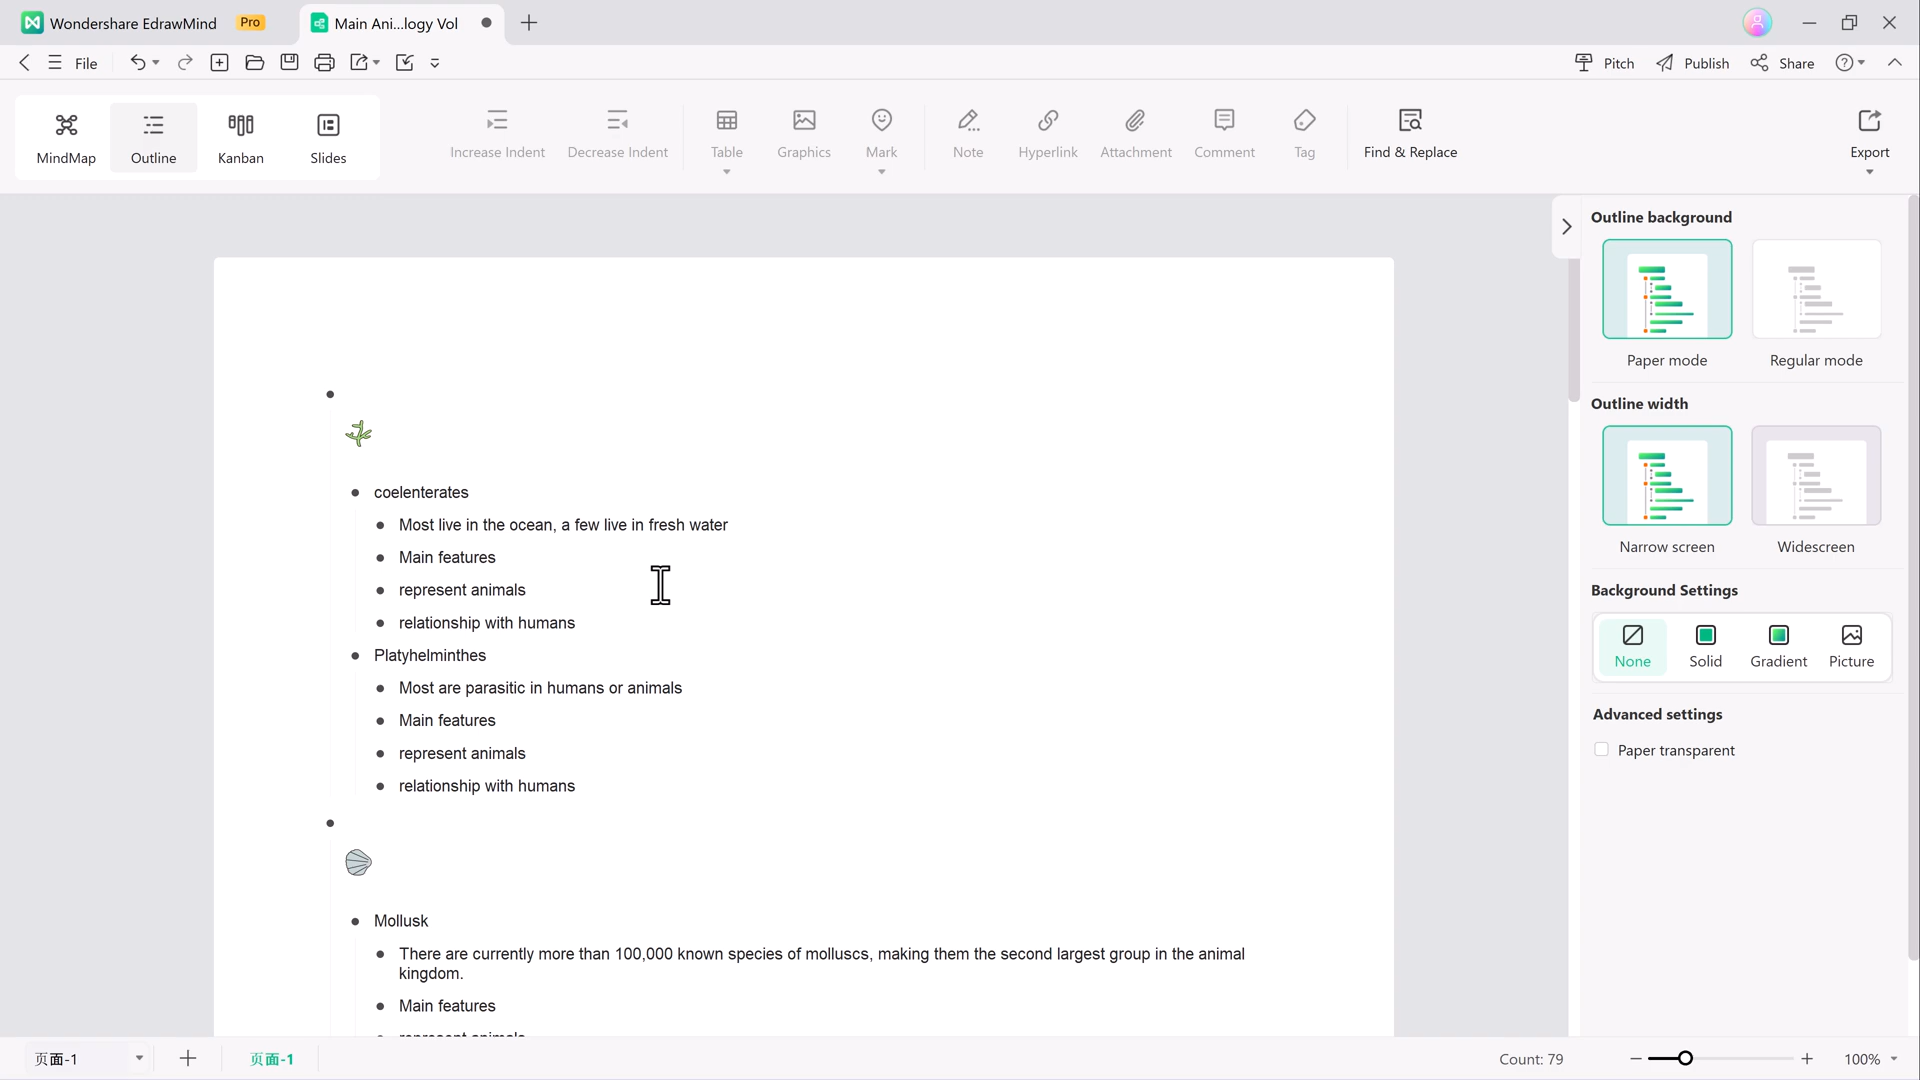 Wondershare EdrawMind Pro
Main Ani...logy Vol
File
Pitch Publish Share
MindMap Outline Kanban Slides
Increase Indent Decrease Indent Table Graphics Mark Note Hyperlink Attachment Comment Tag Find & Replace Export
coelenterates
Most live in the ocean, a few live in fresh water
Main features
represent animals
relationship with humans
Platyhelminthes
Most are parasitic in humans or animals
Main features
represent animals
relationship with humans
Mollusk
There are currently more than 100,000 known species of molluscs, making them the second largest group in the animal
kingdom.
Main features
represent animals
Outline background
Paper mode Regular mode
Outline width
Narrow screen Widescreen
Background Settings
None Solid Gradient Picture
Advanced settings
Paper transparent
页面-1 页面-1 Count: 79 100%